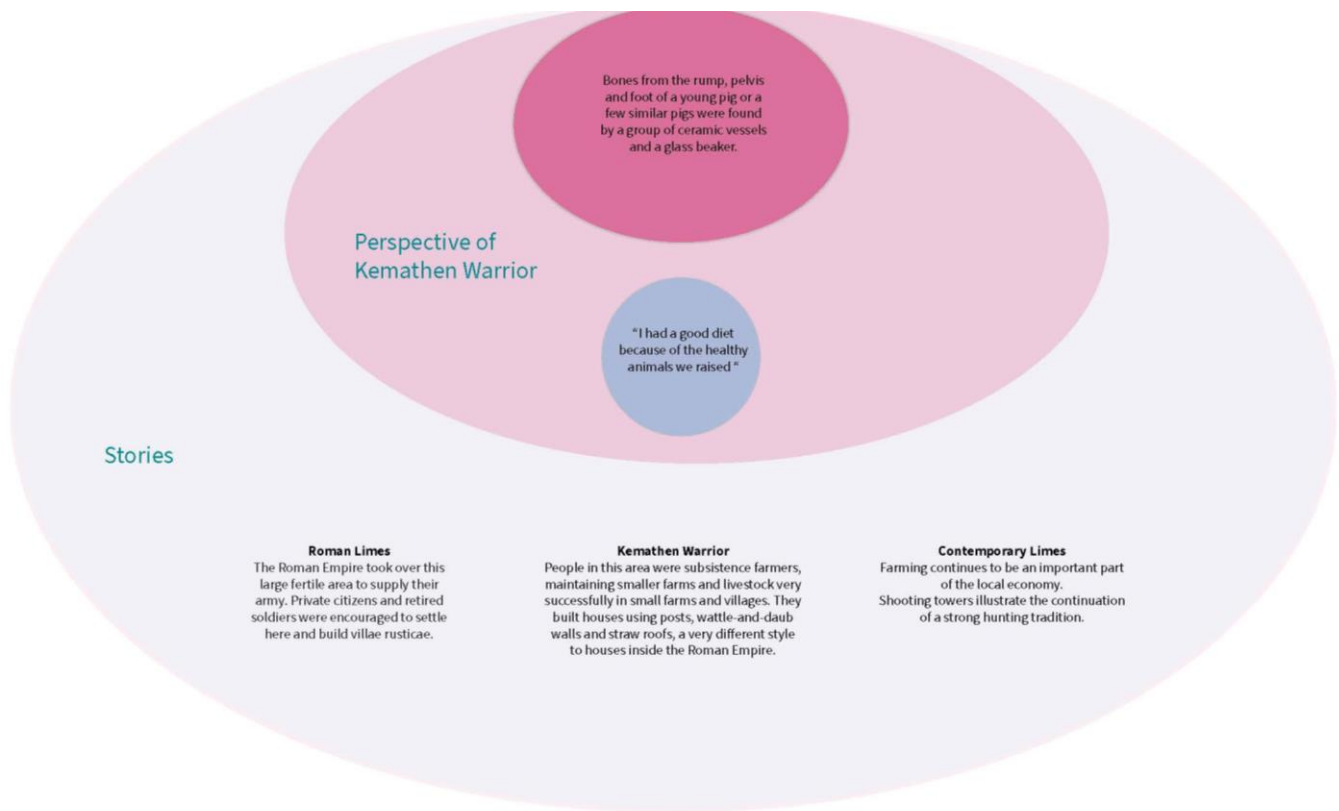 Bones from the rump, pelvis
and foot of a young pig or a
few similar pigs were found
by a group of ceramic vessels
and a glass beaker.
Perspective of
Kemathen Warrior
"I had a good diet
because of the healthy
animals we raised "
Stories
Roman Limes
The Roman Empire took over this
large fertile area to supply their
army. Private citizens and retired
soldiers were encouraged to settle
here and build villae rusticae.
Kemathen Warrior
People in this area were subsistence farmers,
maintaining smaller farms and livestock very
successfully in small farms and villages. They
built houses using posts, wattle-and-daub
walls and straw roofs, a very different style
to houses inside the Roman Empire.
Contemporary Limes
Farming continues to be an important part
of the local economy.
Shooting towers illustrate the continuation
of a strong hunting tradition.